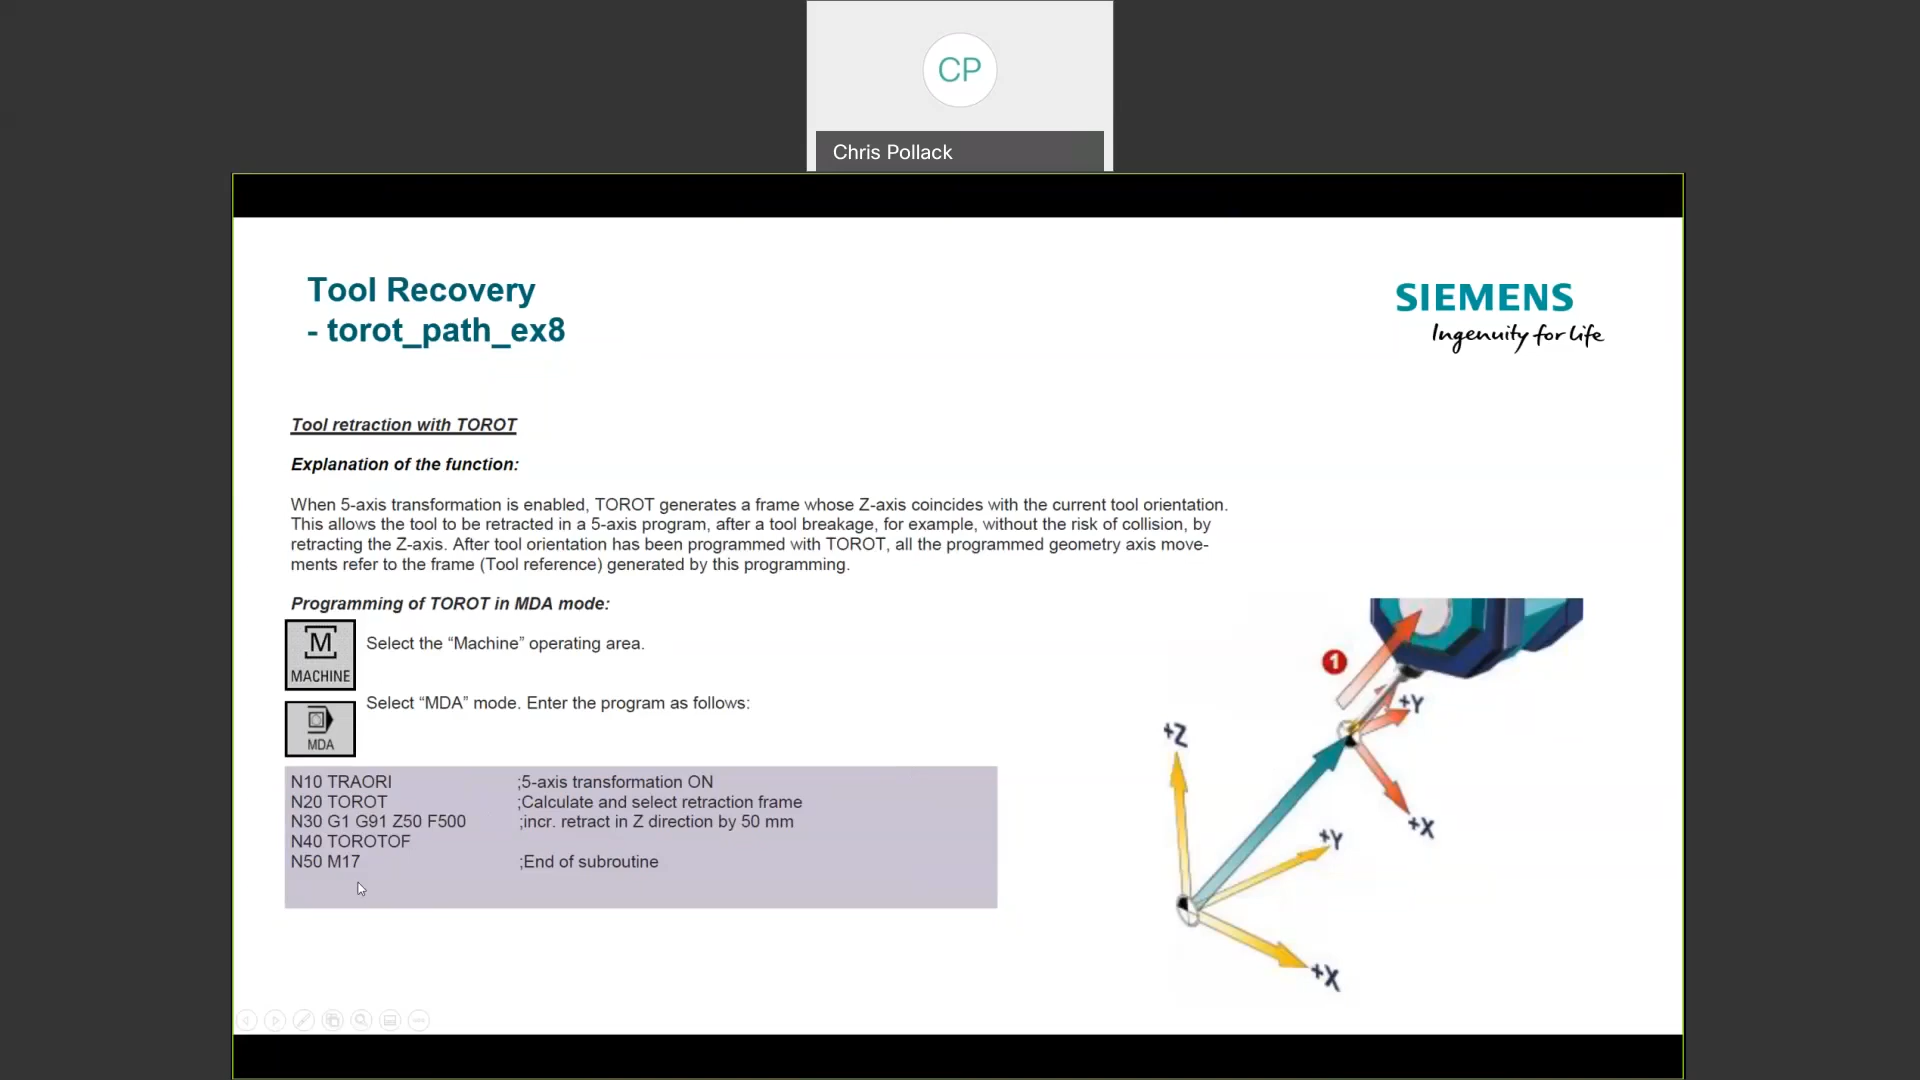 CP
Chris Pollack
Tool Recovery
- torot_path_ex8
SIEMENS
Ingenuity for life
Tool retraction with TOROT
Explanation of the function:
When 5-axis transformation is enabled, TOROT generates a frame whose Z-axis coincides with the current tool orientation.
This allows the tool to be retracted in a 5-axis program, after a tool breakage, for example, without the risk of collision, by
retracting the Z-axis. After tool orientation has been programmed with TOROT, all the programmed geometry axis move-
ments refer to the frame (Tool reference) generated by this programming.
Programming of TOROT in MDA mode:
M
MACHINE
Select the “Machine” operating area.
MDA
Select “MDA” mode. Enter the program as follows:
N10 TRAORI ;5-axis transformation ON
N20 TOROT ;Calculate and select retraction frame
N30 G1 G91 Z50 F500 ;incr. retract in Z direction by 50 mm
N40 TOROTOF
N50 M17 ;End of subroutine
1
+Y
+X
+Z
+Y
+X